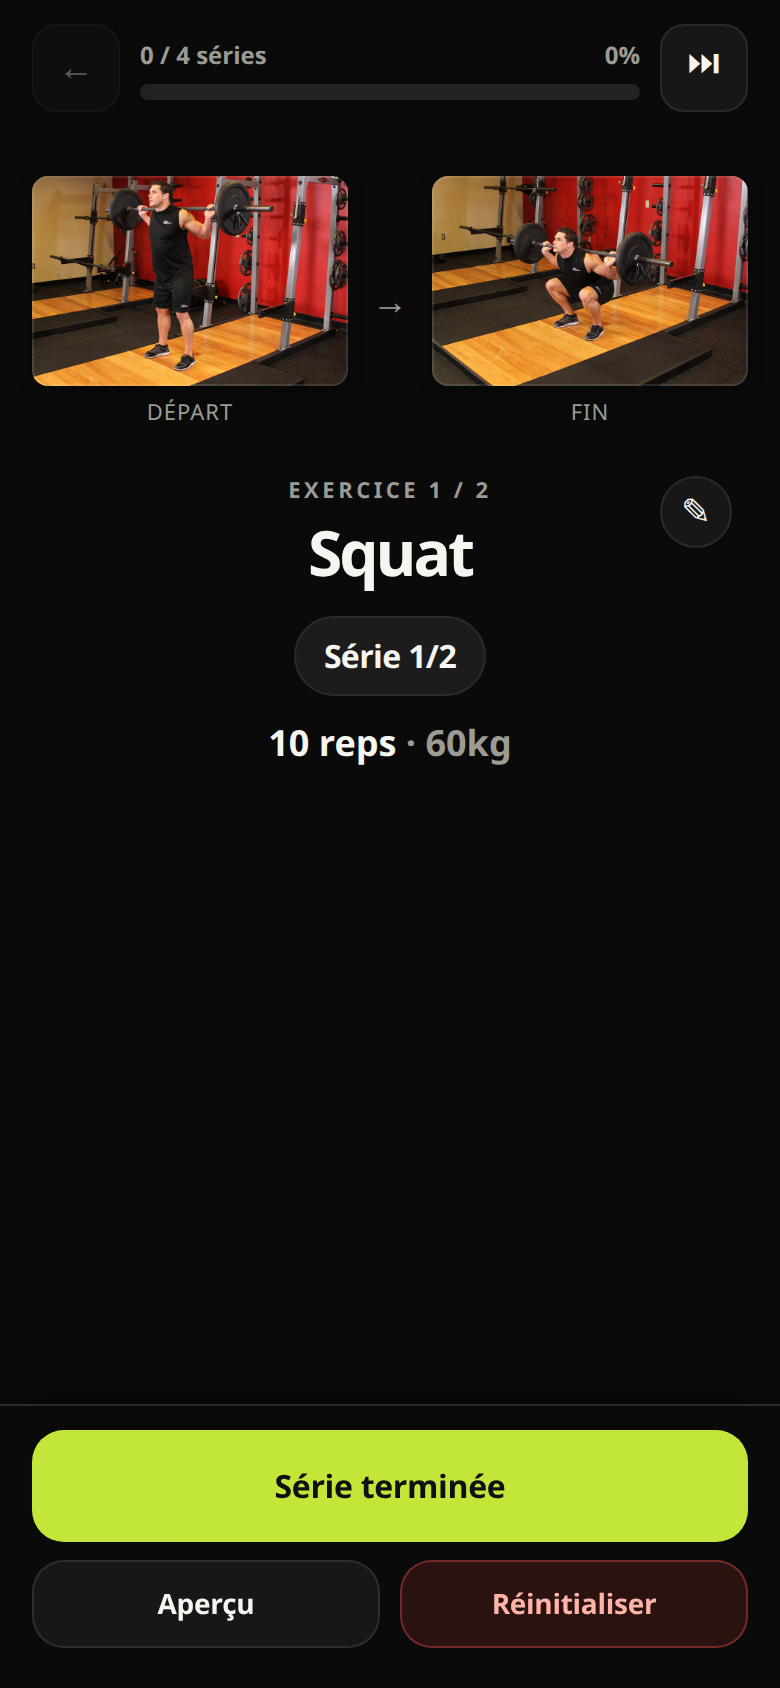 ←
0 / 4 séries
0%
⏭
→
DÉPART
FIN
EXERCICE 1 / 2
✎
Squat
Série 1/2
10 reps · 60kg
Série terminée
Aperçu
Réinitialiser